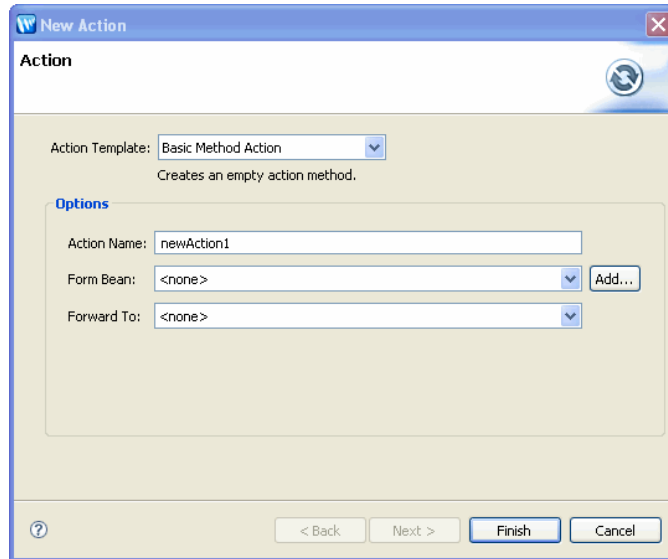 New Action
Action
Action Template: Basic Method Action
Creates an empty action method.
Options
Action Name: newAction1
Form Bean: <none> Add...
Forward To: <none>
? < Back Next > Finish Cancel